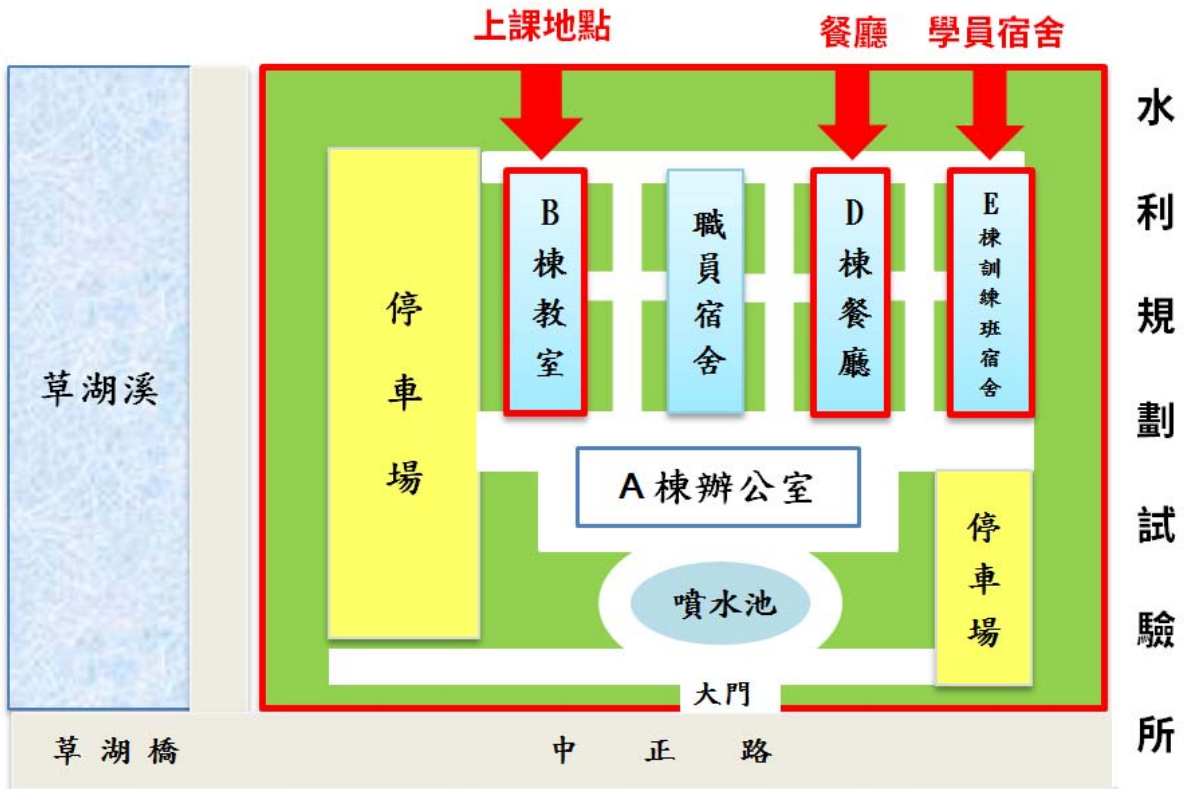 上課地點
餐廳
學員宿舍
水利規劃試驗所
B棟教室
職員宿舍
D棟餐廳
E棟訓練班宿舍
停車場
草湖溪
A棟辦公室
停車場
噴水池
大門
草湖橋
中正路